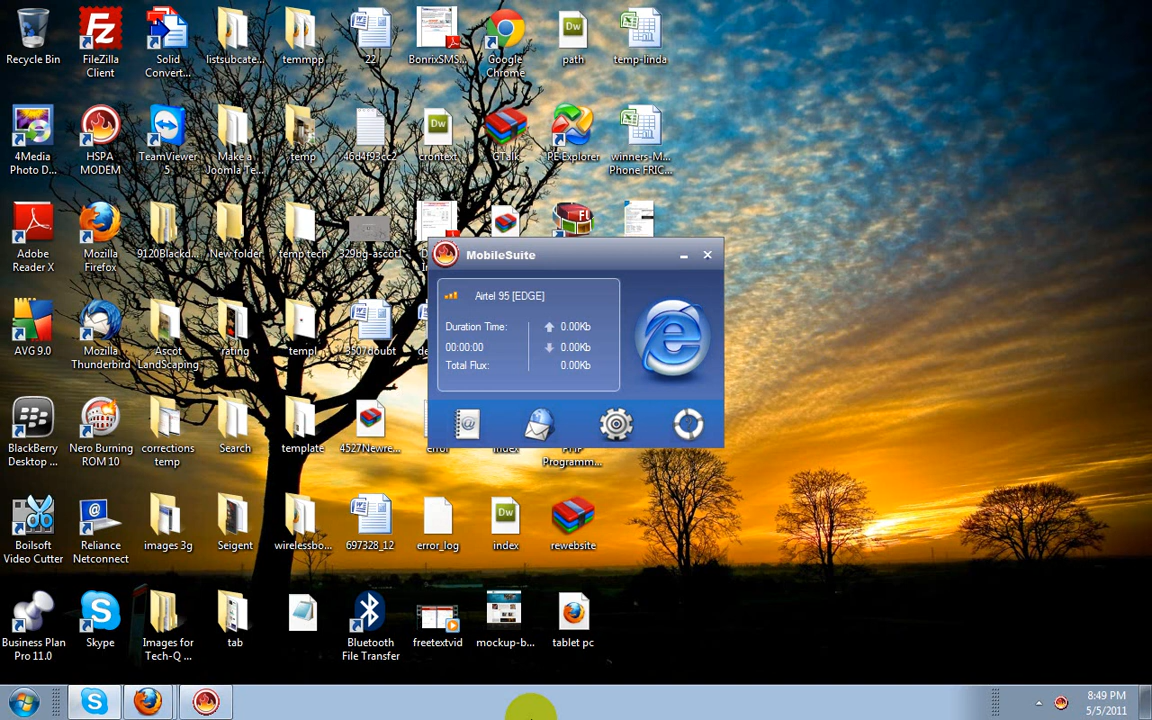 Recycle Bin
FileZilla
Client
Solid
Convert...
listsubcate...
temmpp
22
BonrixSMS...
Google
Chrome
path
temp-linda
4Media
Photo D...
HSPA
MODEM
TeamViewer
5
Make a
Joomla Te...
temp
46d4f93cc2
crontext
GTalk
PE Explorer
winners-M...
Phone FRIC...
Adobe
Reader X
Mozilla
Firefox
9120Blackd...
New folder
temp tech
329bg-ascot1
MobileSuite
Airtel 95 [EDGE]
Duration Time:
0.00Kb
00:00:00
0.00Kb
Total Flux:
0.00Kb
AVG 9.0
Mozilla
Thunderbird
Ascot
LandScaping
rating
templ
3507doubt
BlackBerry
Desktop ...
Nero Burning
ROM 10
corrections
temp
Search
template
4527Newre...
error
index
PHP
Programm...
Boilsoft
Video Cutter
Reliance
Netconnect
images 3g
Seigent
wirelessbo...
697328_12
error_log
index
rewebsite
Business Plan
Pro 11.0
Skype
Images for
Tech-Q ...
tab
Bluetooth
File Transfer
freetextvid
mockup-b...
tablet pc
8:49 PM
5/5/2011